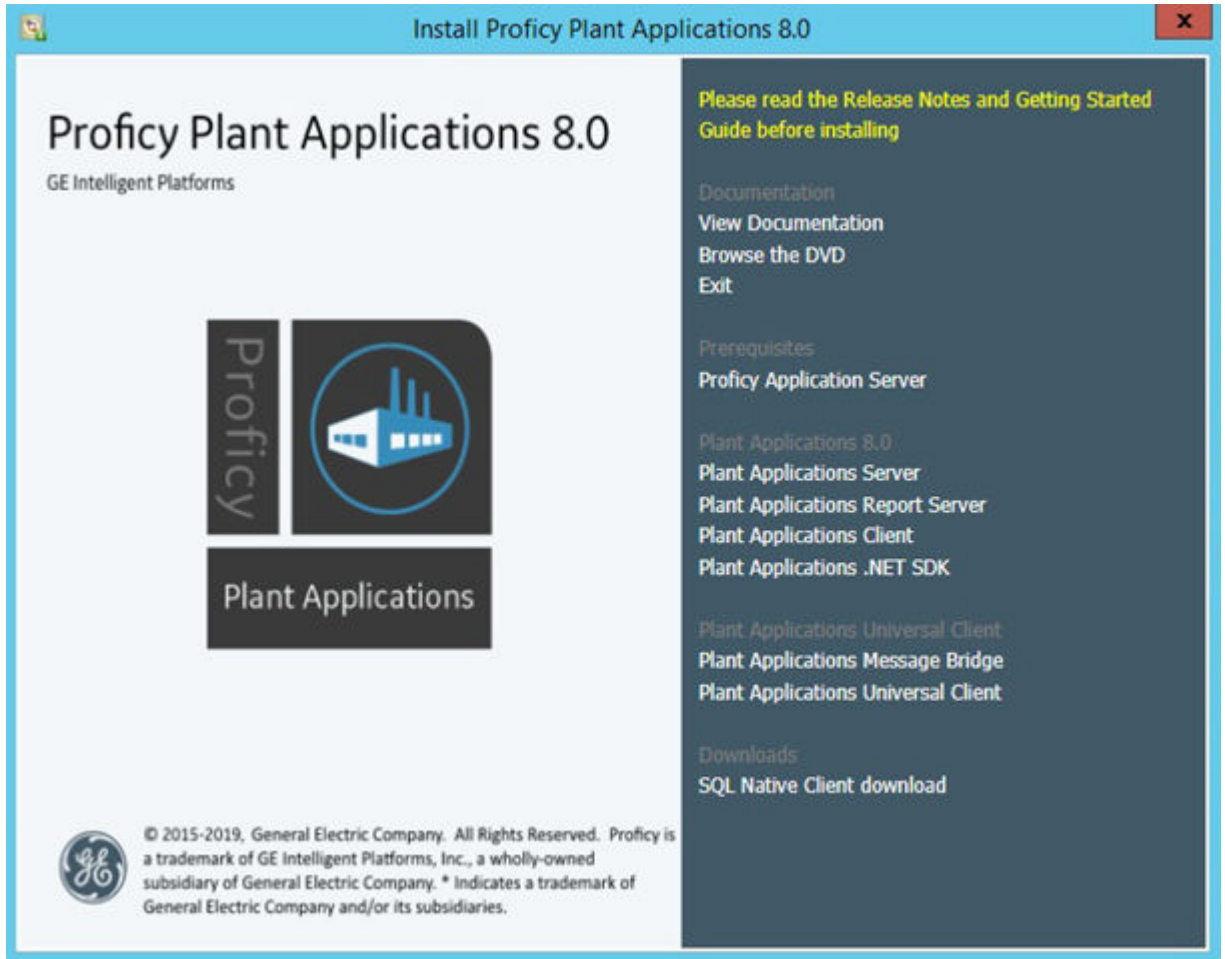 Install Proficy Plant Applications 8.0
x
Proficy Plant Applications 8.0
GE Intelligent Platforms
Proficy
Plant Applications
GE
© 2015-2019, General Electric Company. All Rights Reserved. Proficy is
a trademark of GE Intelligent Platforms, Inc., a wholly-owned
subsidiary of General Electric Company. * Indicates a trademark of
General Electric Company and/or its subsidiaries.
Please read the Release Notes and Getting Started
Guide before installing
Documentation
View Documentation
Browse the DVD
Exit
Prerequisites
Proficy Application Server
Plant Applications 8.0
Plant Applications Server
Plant Applications Report Server
Plant Applications Client
Plant Applications .NET SDK
Plant Applications Universal Client
Plant Applications Message Bridge
Plant Applications Universal Client
Downloads
SQL Native Client download